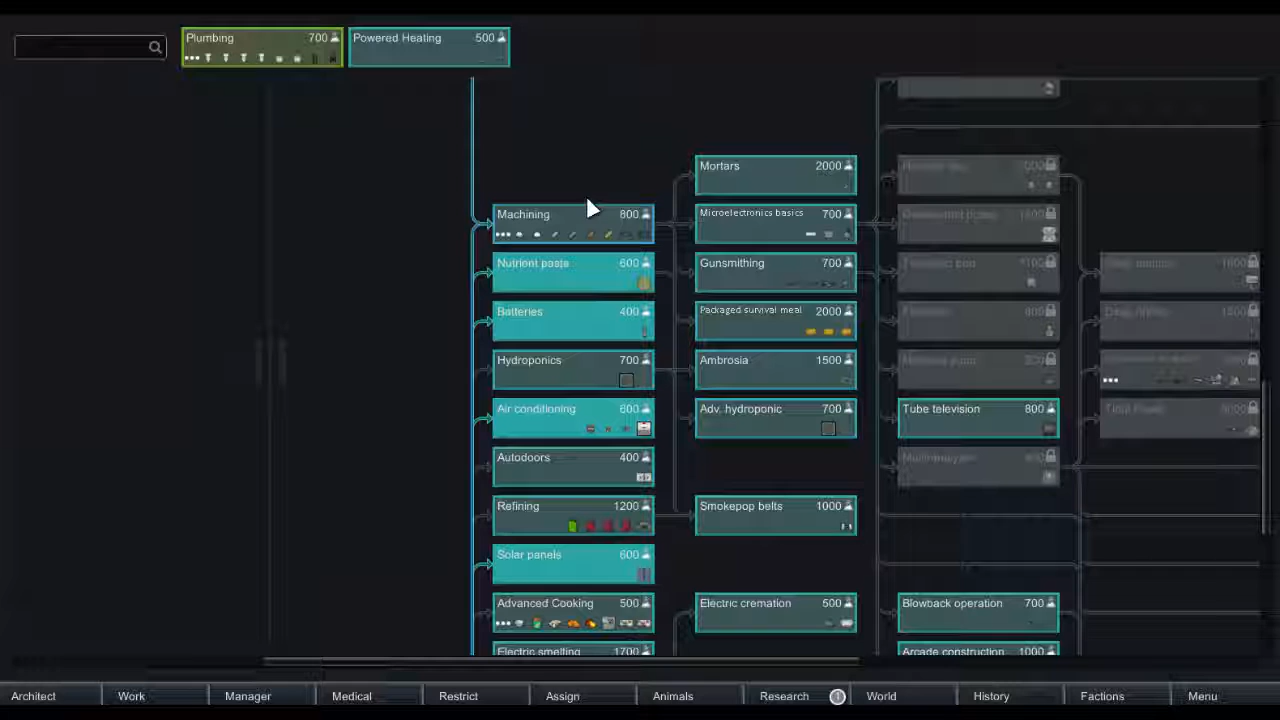 Plumbing 700
Powered Heating 500
Mortars 2000
Machining 800
Microelectronics basics 700
Nutrient paste 600
Gunsmithing 700
Batteries 400
Packaged survival meal 2000
Hydroponics 700
Ambrosia 1500
Air conditioning 600
Adv. hydroponic 700
Tube television 800
Autodoors 400
Refining 1200
Smokepop belts 1000
Solar panels 600
Advanced Cooking 500
Electric cremation 500
Blowback operation 700
Electric smelting 1700
Arcade construction 1000
Architect Work Manager Medical Restrict Assign Animals Research World History Factions Menu